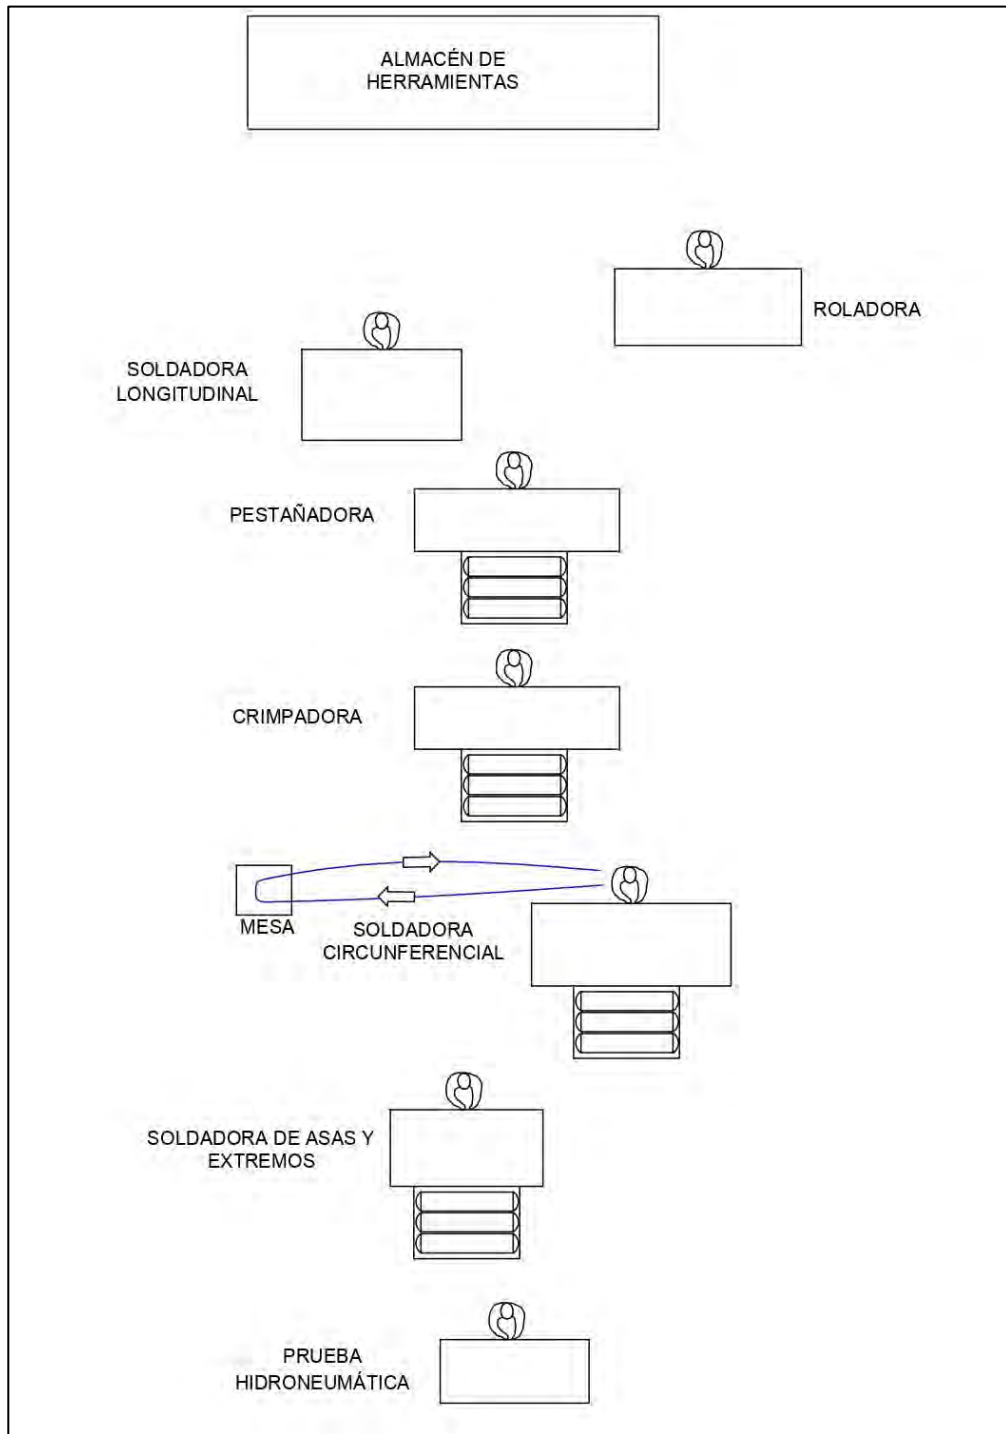 ALMACÉN DE
HERRAMIENTAS
ROLADORA
SOLDADORA
LONGITUDINAL
PESTAÑADORA
CRIMPADORA
MESA
SOLDADORA
CIRCUNFERENCIAL
SOLDADORA DE ASAS Y
EXTREMOS
PRUEBA
HIDRONEUMÁTICA